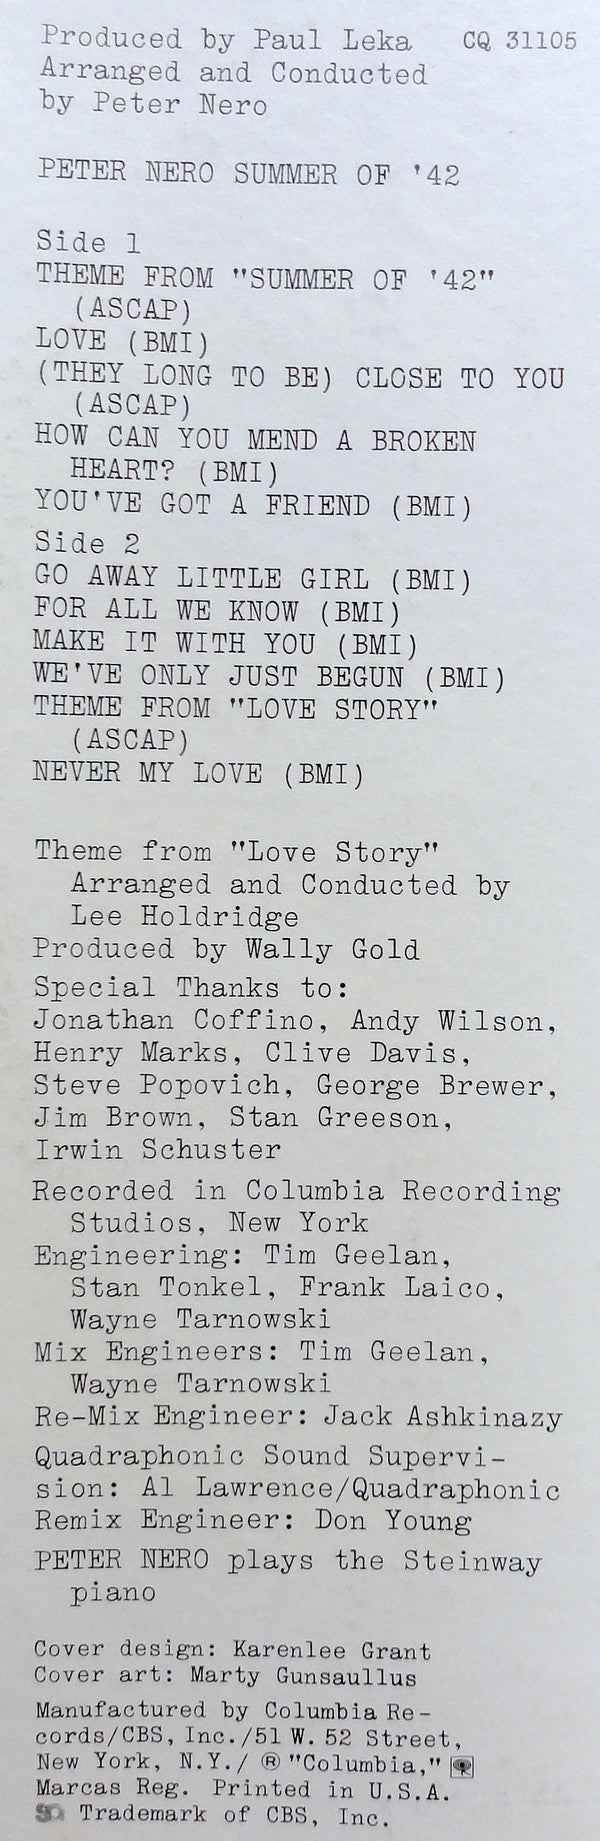 Produced by Paul Leka CQ 31105
Arranged and Conducted
by Peter Nero
PETER NERO SUMMER OF '42
Side 1
THEME FROM "SUMMER OF '42"
(ASCAP)
LOVE (BMI)
(THEY LONG TO BE) CLOSE TO YOU
(ASCAP)
HOW CAN YOU MEND A BROKEN
HEART? (BMI)
YOU'VE GOT A FRIEND (BMI)
Side 2
GO AWAY LITTLE GIRL (BMI)
FOR ALL WE KNOW (BMI)
MAKE IT WITH YOU (BMI)
WE'VE ONLY JUST BEGUN (BMI)
THEME FROM "LOVE STORY"
(ASCAP)
NEVER MY LOVE (BMI)
Theme from "Love Story"
Arranged and Conducted by
Lee Holdridge
Produced by Wally Gold
Special Thanks to:
Jonathan Coffino, Andy Wilson,
Henry Marks, Clive Davis,
Steve Popovich, George Brewer,
Jim Brown, Stan Greeson,
Irwin Schuster
Recorded in Columbia Recording
Studios, New York
Engineering: Tim Geelan,
Stan Tonkel, Frank Laico,
Wayne Tarnowski
Mix Engineers: Tim Geelan,
Wayne Tarnowski
Re-Mix Engineer: Jack Ashkinazy
Quadraphonic Sound Supervi-
sion: Al Lawrence/Quadraphonic
Remix Engineer: Don Young
PETER NERO plays the Steinway
piano
Cover design: Karenlee Grant
Cover art: Marty Gunsaullus
Manufactured by Columbia Re-
cords/CBS, Inc./51 W. 52 Street,
New York, N.Y./ ® "Columbia,"
Marcas Reg. Printed in U.S.A.
Trademark of CBS, Inc.